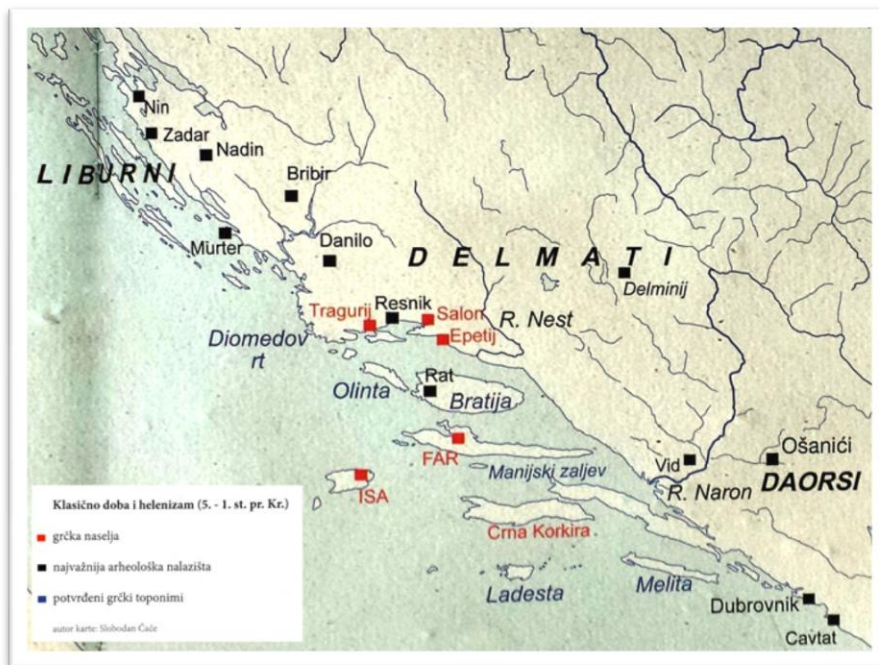 Nin
Zadar
Nadin
LIBURNI
Bribir
Murter
Danilo
DELMATI
Delminij
Tragurij
Resnik
Salon
R. Nest
Epetij
Diomedov
rt
Olinta
Rat
Bratija
FAR
Manijski zaljev
Vid
Ošanići
R. Naron
DAORSI
ISA
Crna Korkira
Ladesta
Melita
Dubrovnik
Cavtat
Klasično doba i helenizam (5. - 1. st. pr. Kr.)
grčka naselja
najvažnija arheološka nalazišta
potvrđeni grčki toponimi
autor karte: Slobodan Čače